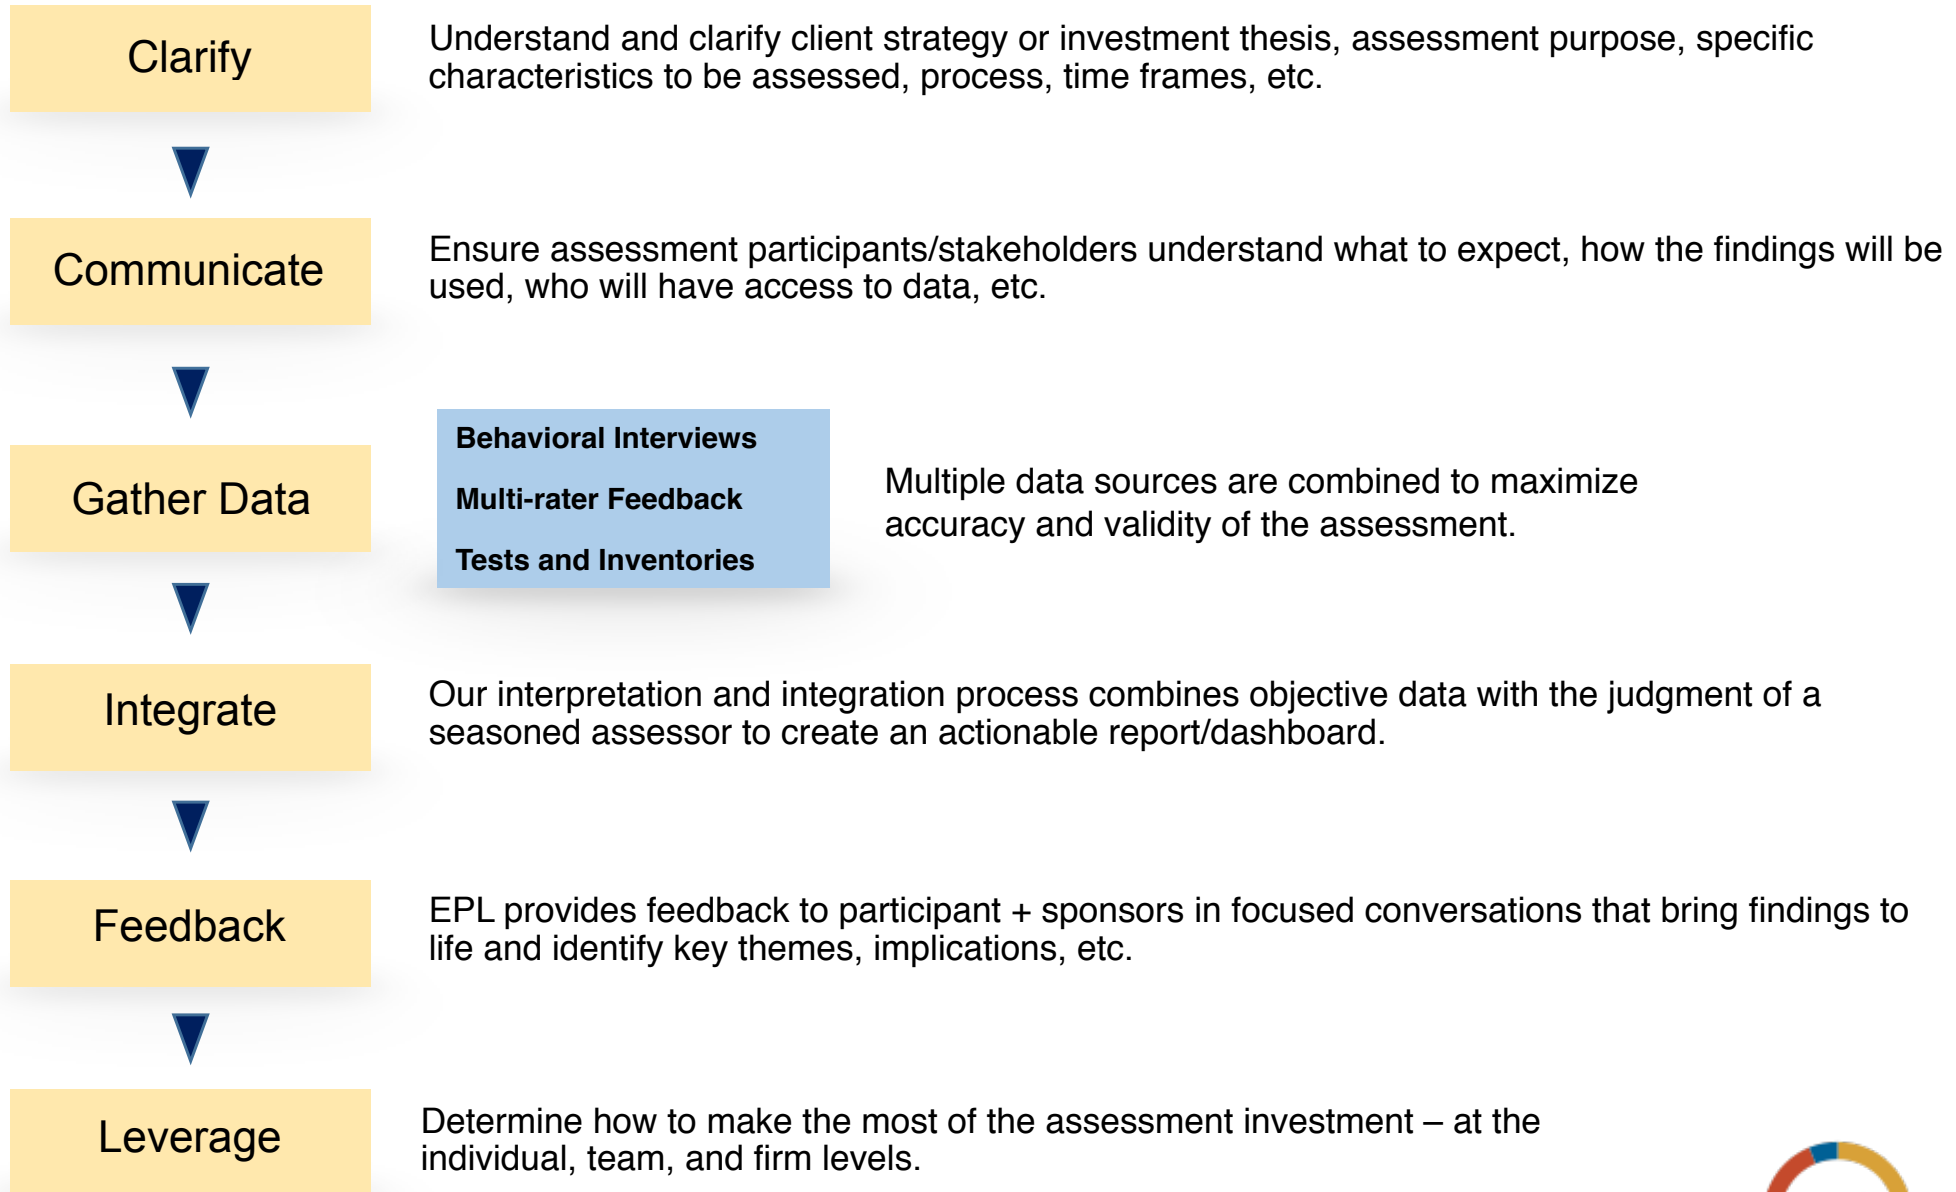 Clarify
Understand and clarify client strategy or investment thesis, assessment purpose, specific
characteristics to be assessed, process, time frames, etc.
Communicate
Ensure assessment participants/stakeholders understand what to expect, how the findings will be
used, who will have access to data, etc.
Gather Data
Behavioral Interviews
Multi-rater Feedback
Tests and Inventories
Multiple data sources are combined to maximize
accuracy and validity of the assessment.
Integrate
Our interpretation and integration process combines objective data with the judgment of a
seasoned assessor to create an actionable report/dashboard.
Feedback
EPL provides feedback to participant + sponsors in focused conversations that bring findings to
life and identify key themes, implications, etc.
Leverage
Determine how to make the most of the assessment investment – at the
individual, team, and firm levels.